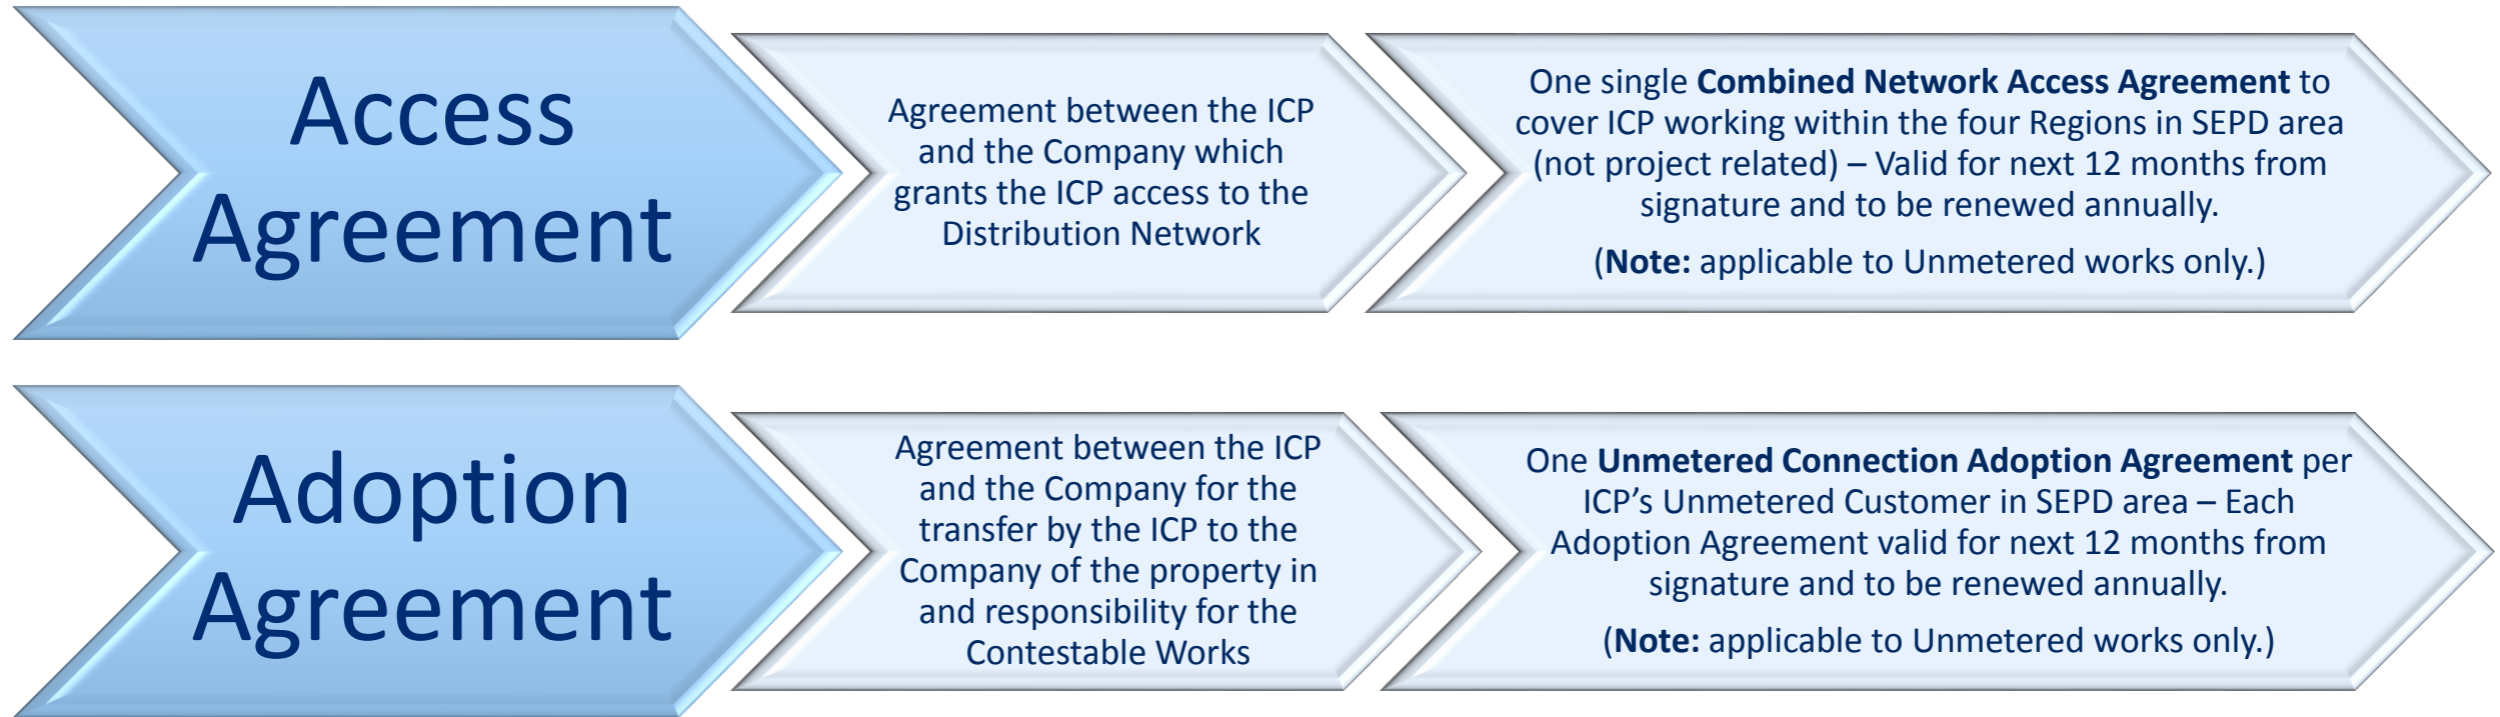 Access
Agreement
Agreement between the ICP
and the Company which
grants the ICP access to the
Distribution Network
One single Combined Network Access Agreement to
cover ICP working within the four Regions in SEPD area
(not project related) – Valid for next 12 months from
signature and to be renewed annually.
(Note: applicable to Unmetered works only.)
Adoption
Agreement
Agreement between the ICP
and the Company for the
transfer by the ICP to the
Company of the property in
and responsibility for the
Contestable Works
One Unmetered Connection Adoption Agreement per
ICP’s Unmetered Customer in SEPD area – Each
Adoption Agreement valid for next 12 months from
signature and to be renewed annually.
(Note: applicable to Unmetered works only.)